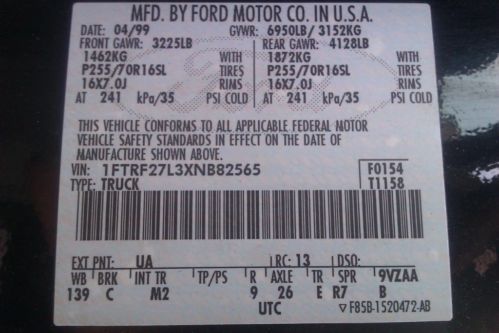 MFD. BY FORD MOTOR CO. IN U.S.A.
DATE: 04/99 GVWR: 6950LB/ 3152KG
FRONT GAWR: 3225LB REAR GAWR: 4128LB
1462KG WITH 1872KG WITH
P255/70R16SL TIRES P255/70R16SL TIRES
16X7.0J RIMS 16X7.0J RIMS
AT 241 kPa/35 PSI COLD AT 241 kPa/35 PSI COLD
THIS VEHICLE CONFORMS TO ALL APPLICABLE FEDERAL MOTOR
VEHICLE SAFETY STANDARDS IN EFFECT ON THE DATE OF
MANUFACTURE SHOWN ABOVE.
VIN: 1FTRF27L3XNB82565 F0154
TYPE: TRUCK T1158
EXT PNT: UA RC: 13 DSO:
WB BRK INT TR TP/PS R AXLE TR SPR 9VZAA
139 C M2 9 26 E R7 B
UTC ▽ F85B-1520472-AB